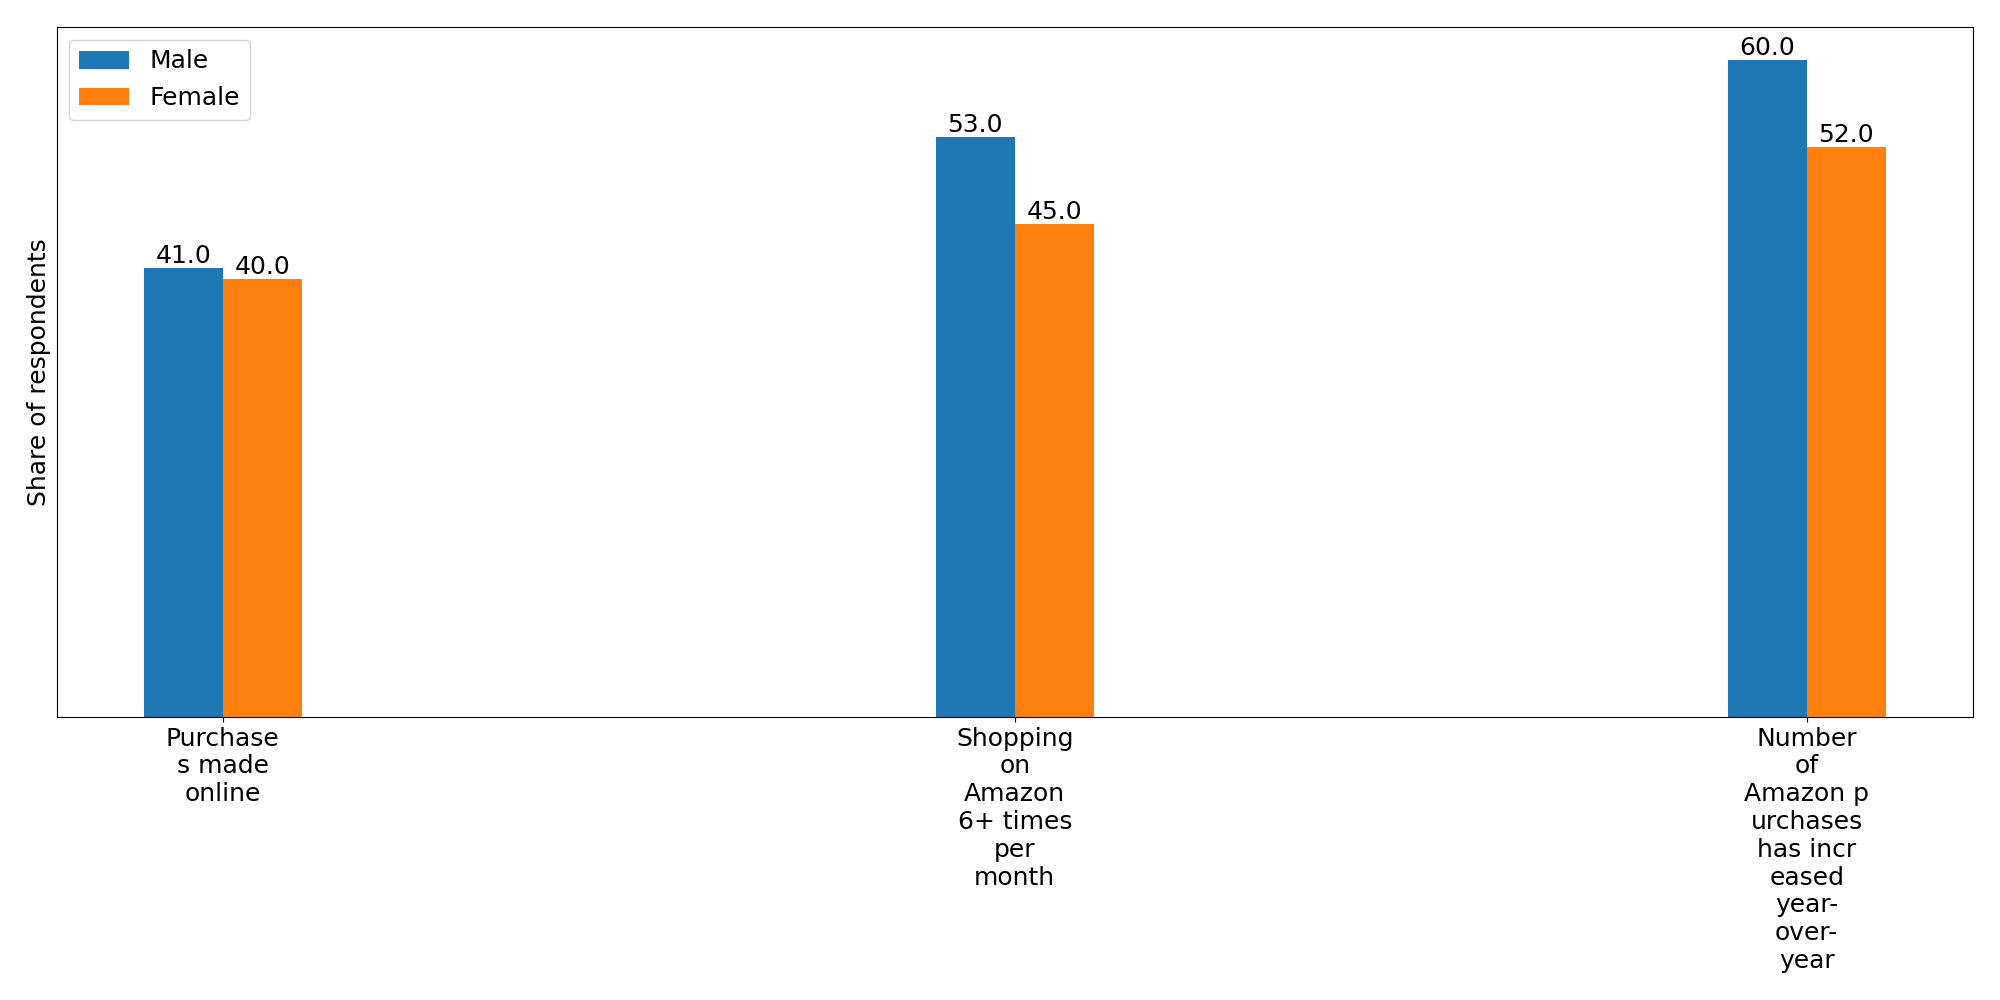 Male
Female
Share of respondents
41.0
40.0
53.0
45.0
60.0
52.0
Purchase
s made
online
Shopping
on
Amazon
6+ times
per
month
Number
of
Amazon p
urchases
has incr
eased
year-
over-
year